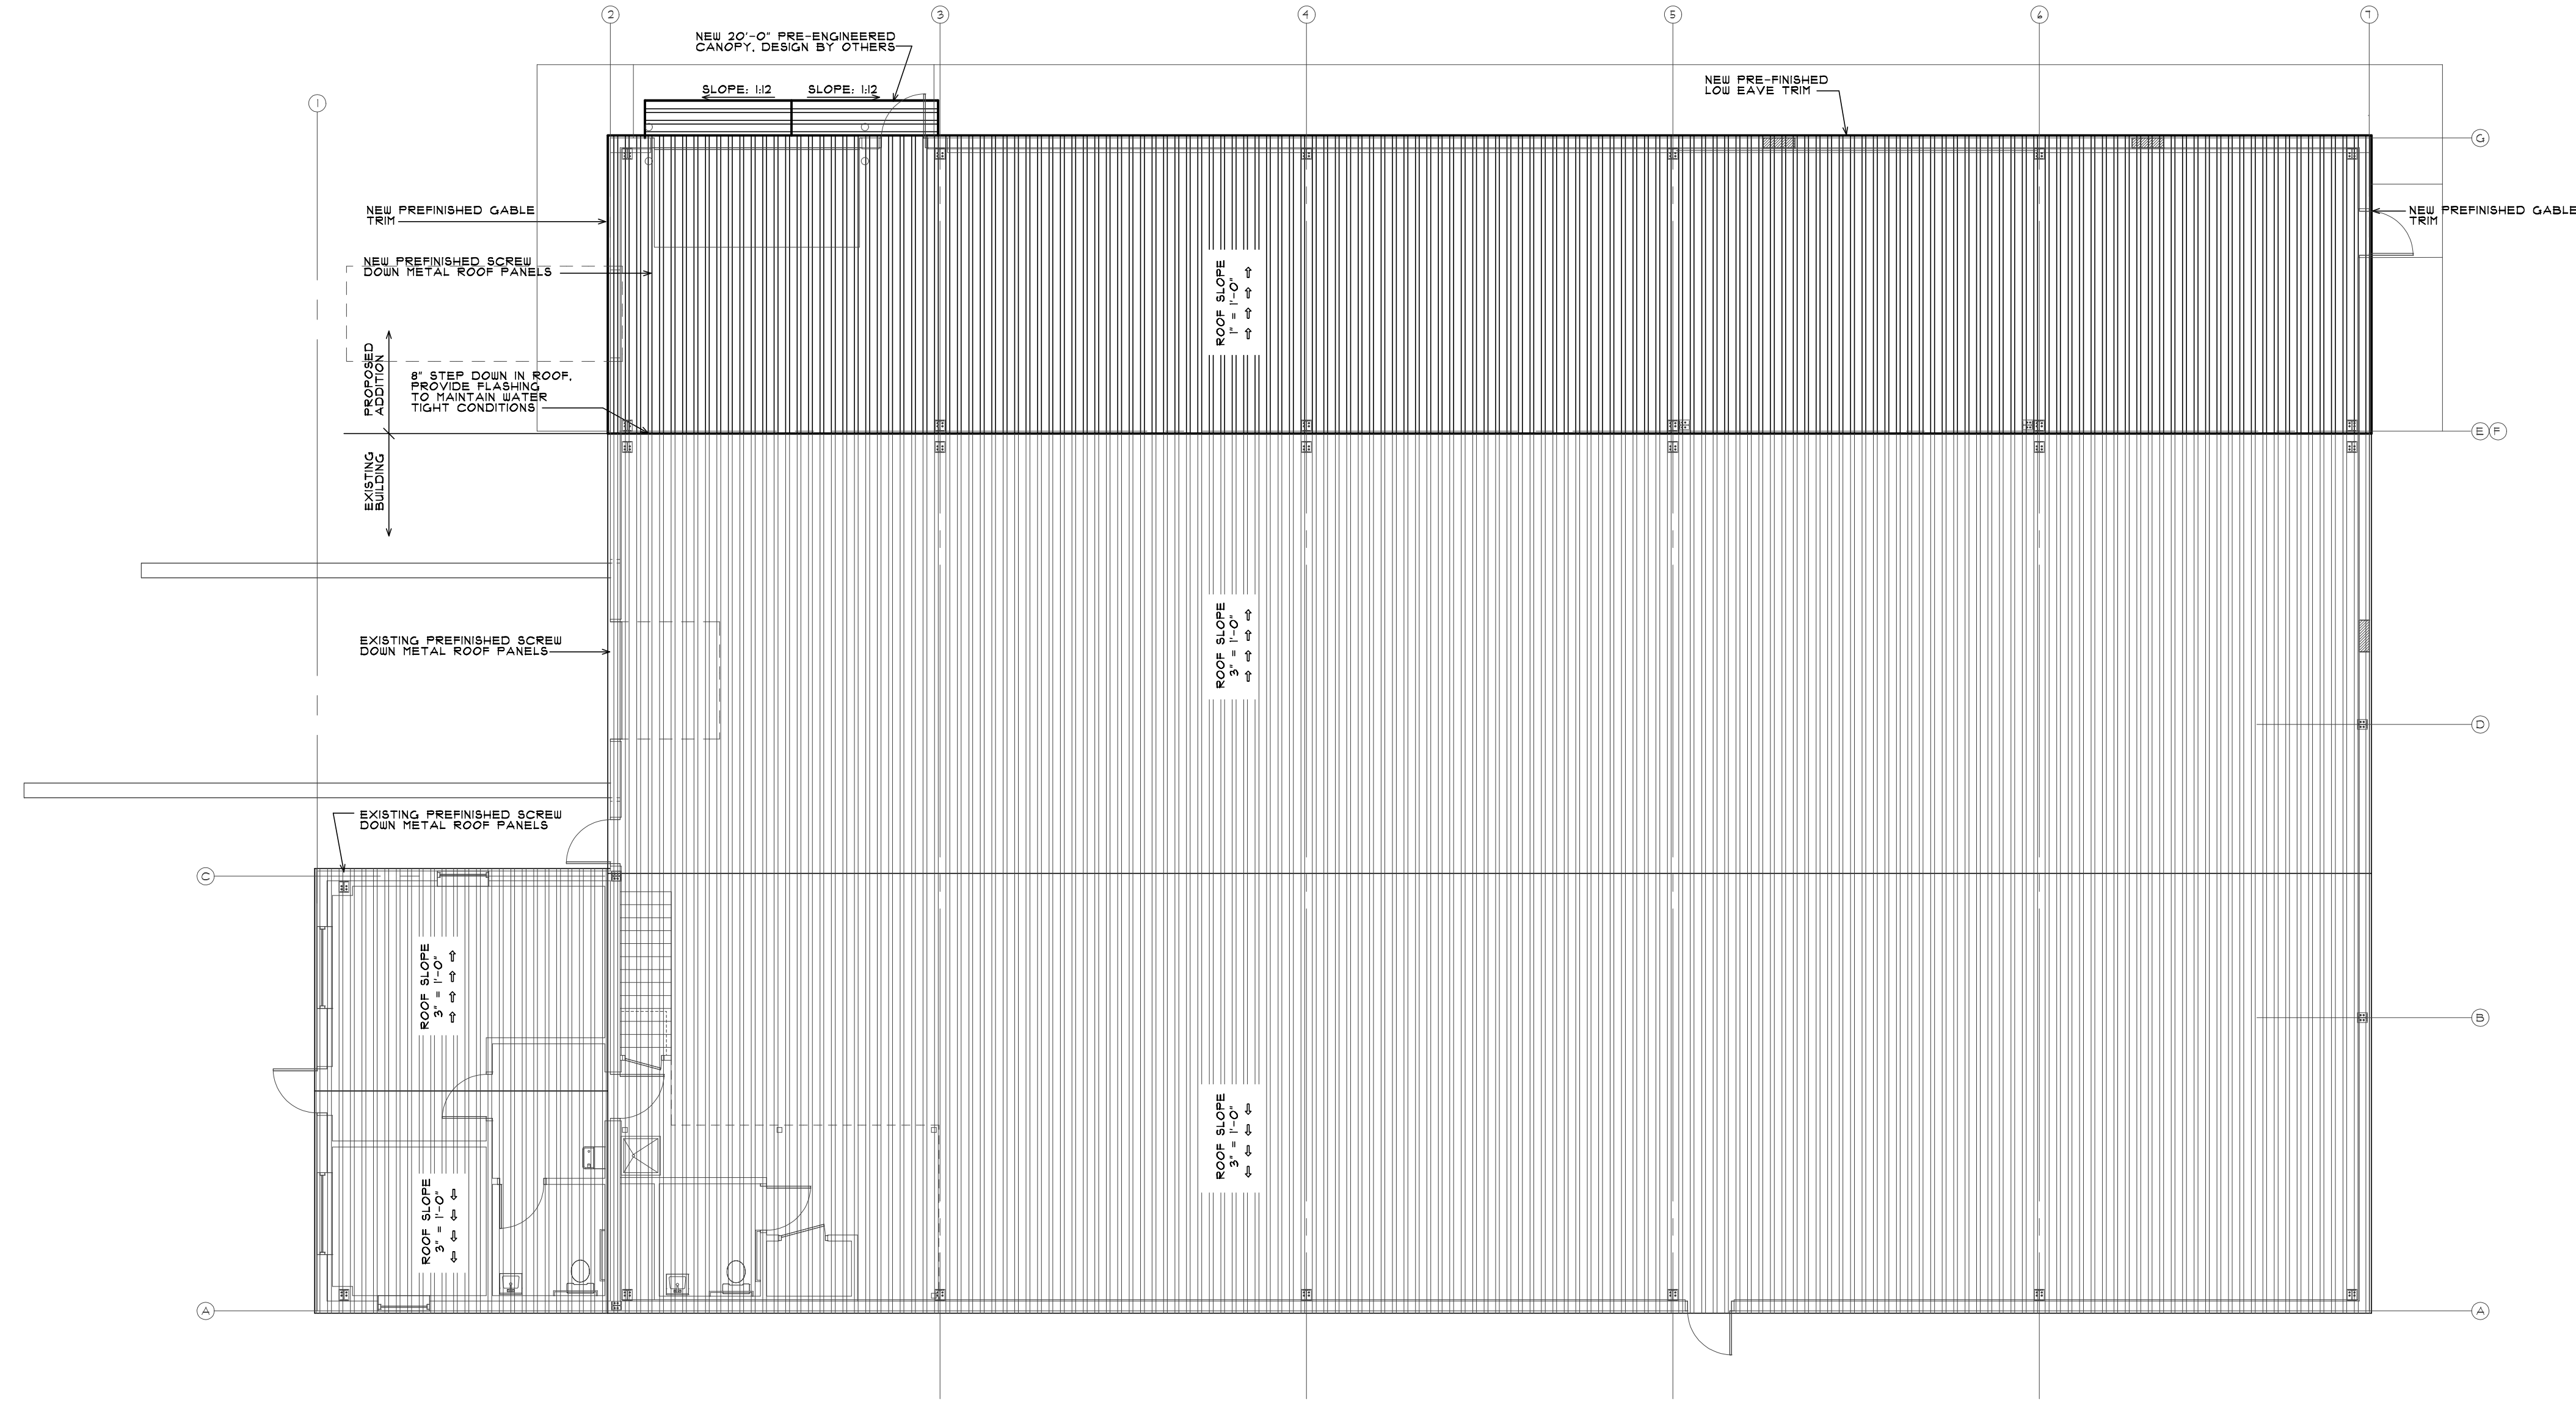 2
3
4
5
6
7
NEW 20'-0" PRE-ENGINEERED
CANOPY, DESIGN BY OTHERS
SLOPE: 1:12
SLOPE: 1:12
NEW PRE-FINISHED
LOW EAVE TRIM
1
G
NEW PREFINISHED GABLE
TRIM
NEW PREFINISHED GABLE
TRIM
NEW PREFINISHED SCREW
DOWN METAL ROOF PANELS
ROOF SLOPE
1" = 1'-0"
PROPOSED
ADDITION
8" STEP DOWN IN ROOF,
PROVIDE FLASHING
TO MAINTAIN WATER
TIGHT CONDITIONS
E
F
EXISTING
BUILDING
EXISTING PREFINISHED SCREW
DOWN METAL ROOF PANELS
ROOF SLOPE
3" = 1'-0"
D
EXISTING PREFINISHED SCREW
DOWN METAL ROOF PANELS
C
ROOF SLOPE
3" = 1'-0"
B
ROOF SLOPE
3" = 1'-0"
ROOF SLOPE
3" = 1'-0"
A
A